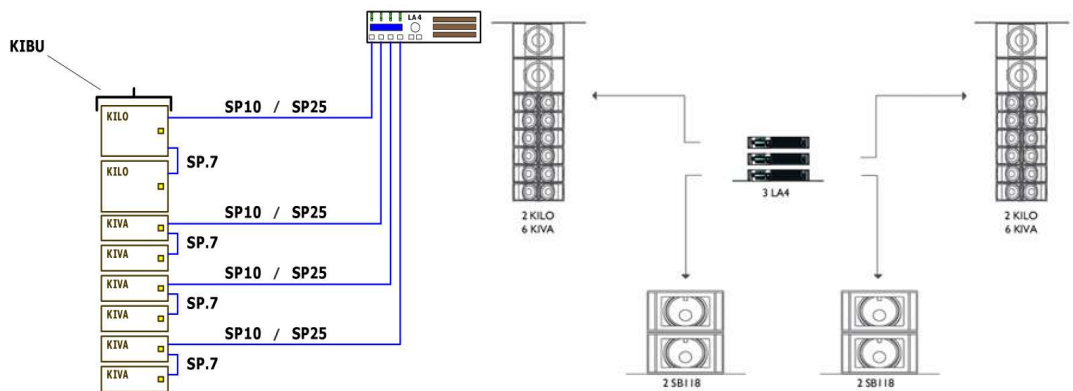 LA4
KIBU
SP10 / SP25
KILO
SP.7
KILO
SP10 / SP25
KIVA
SP.7
KIVA
SP10 / SP25
KIVA
SP.7
KIVA
SP10 / SP25
KIVA
SP.7
KIVA
3 LA4
2 KILO
6 KIVA
2 KILO
6 KIVA
2 SB118
2 SB118